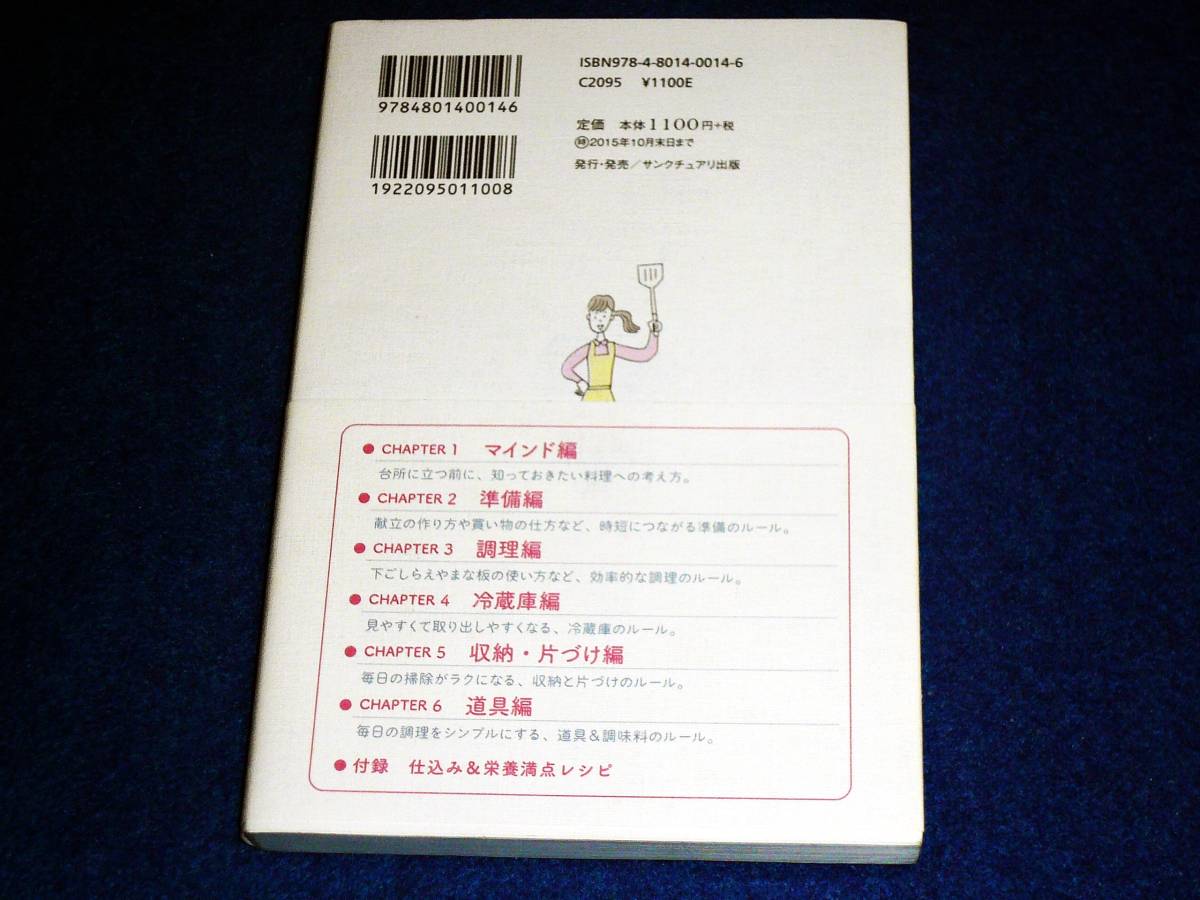 ISBN978-4-8014-0014-6
C2095 ¥1100E
9784801400146
定価 本体1100円+税
㊕2015年10月末日まで
発行・発売/サンクチュアリ出版
1922095011008
● CHAPTER 1 マインド編
台所に立つ前に、知っておきたい料理への考え方。
● CHAPTER 2 準備編
献立の作り方や買い物の仕方など、時短につながる準備のルール。
● CHAPTER 3 調理編
下ごしらえやまな板の使い方など、効率的な調理のルール。
● CHAPTER 4 冷蔵庫編
見やすくて取り出しやすくなる、冷蔵庫のルール。
● CHAPTER 5 収納・片づけ編
毎日の掃除がラクになる、収納と片づけのルール。
● CHAPTER 6 道具編
毎日の調理をシンプルにする、道具&調味料のルール。
● 付録 仕込み&栄養満点レシピ